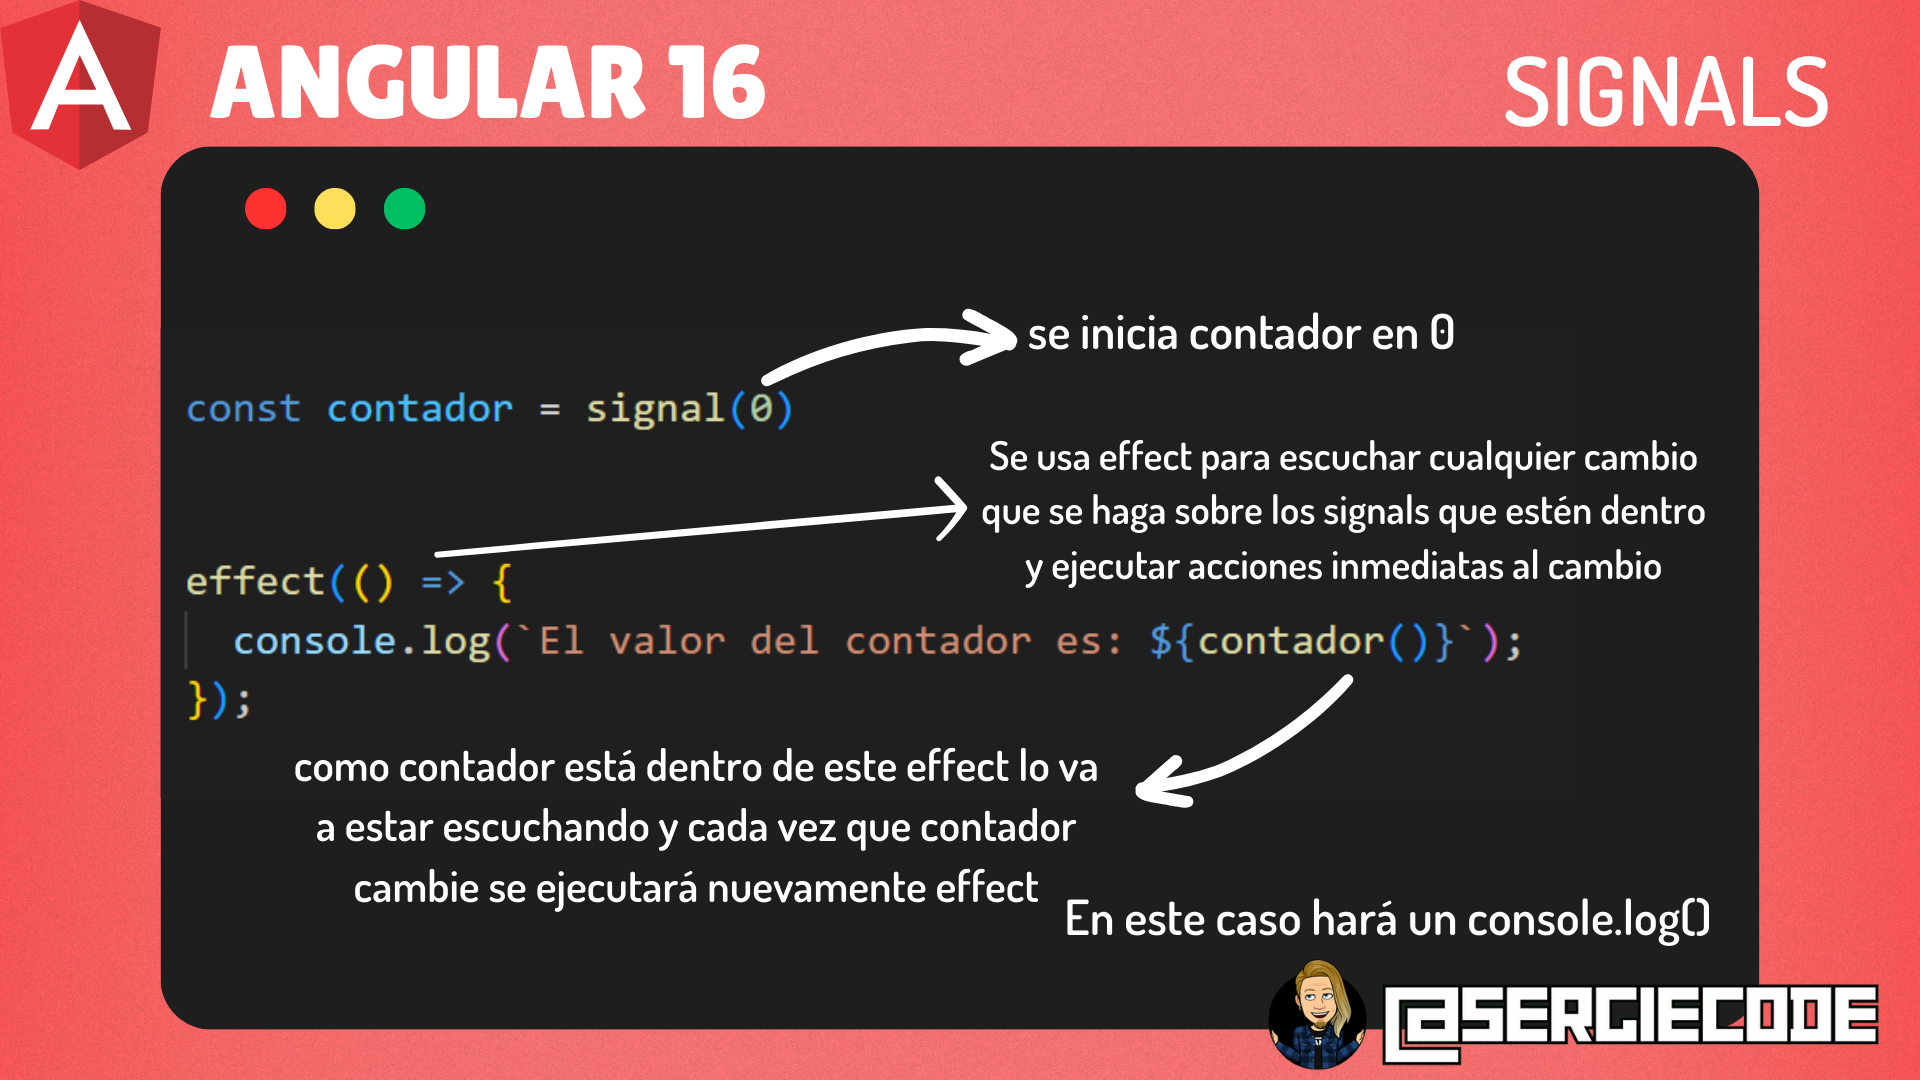 ANGULAR 16
SIGNALS
se inicia contador en 0
const contador = signal(0)
Se usa effect para escuchar cualquier cambio
que se haga sobre los signals que estén dentro
y ejecutar acciones inmediatas al cambio
effect(() => {
console.log(`El valor del contador es: ${contador()}`);
});
como contador está dentro de este effect lo va
a estar escuchando y cada vez que contador
cambie se ejecutará nuevamente effect
En este caso hará un console.log()
@SERGIECODE